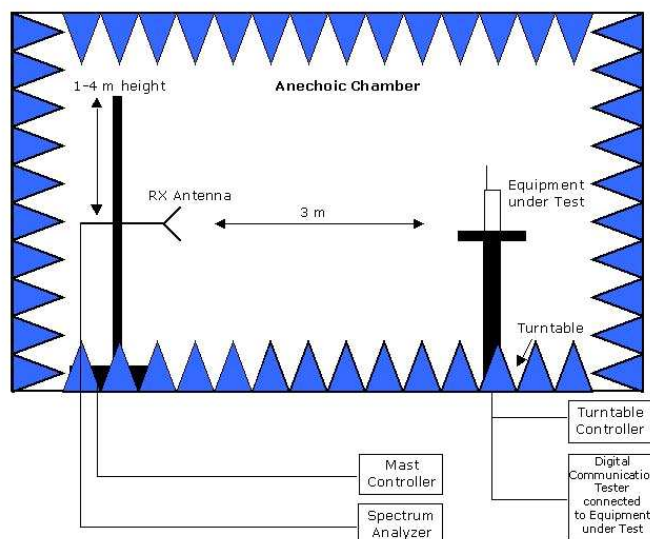 1-4 m height
Anechoic Chamber
RX Antenna
3 m
Equipment
under Test
Turntable
Turntable
Controller
Mast
Controller
Spectrum
Analyzer
Digital
Communicatio
Tester
connected
to Equipment
under Test